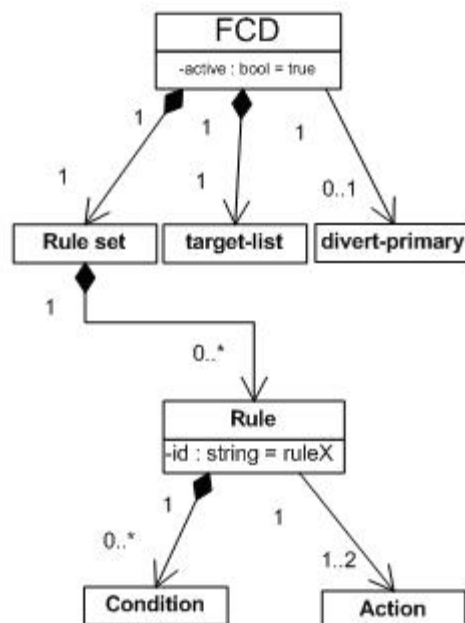 FCD
-active : bool = true
1
1
1
1
1
0..1
Rule set
target-list
divert-primary
1
0..*
Rule
-id : string = ruleX
1
1
0..*
1..2
Condition
Action